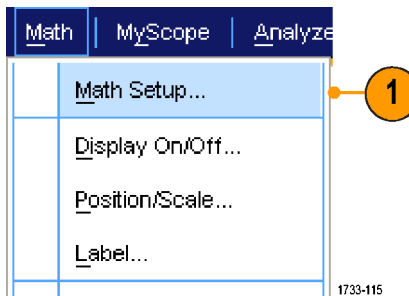 Math MyScope Analyze
Math Setup...
1
Display On/Off...
Position/Scale...
Label...
1733-115